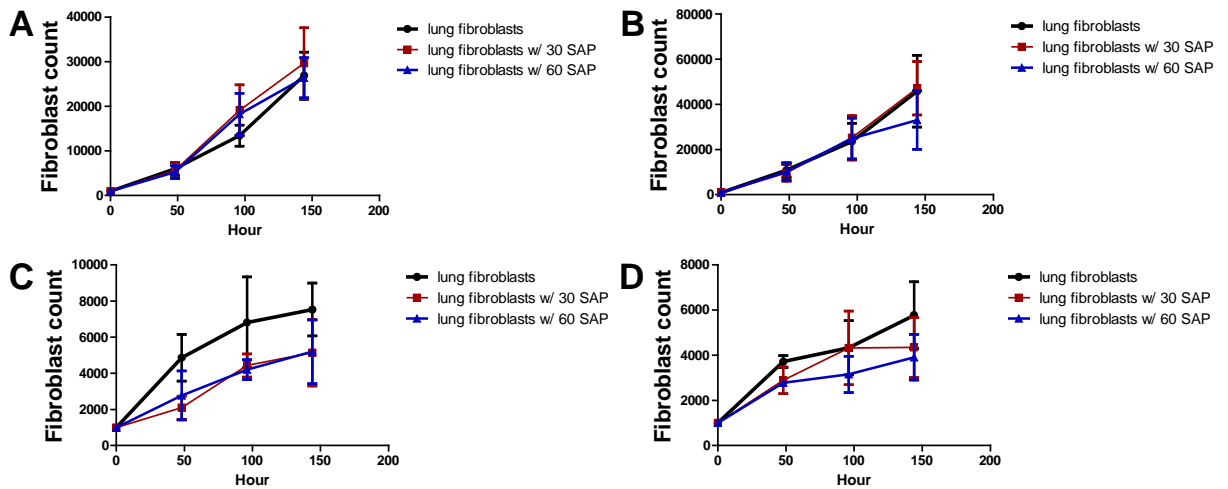 A
Fibroblast count
40000
30000
20000
10000
0
0 50 100 150 200
Hour
lung fibroblasts
lung fibroblasts w/ 30 SAP
lung fibroblasts w/ 60 SAP
B
Fibroblast count
80000
60000
40000
20000
0
0 50 100 150 200
Hour
lung fibroblasts
lung fibroblasts w/ 30 SAP
lung fibroblasts w/ 60 SAP
C
Fibroblast count
10000
8000
6000
4000
2000
0
0 50 100 150 200
Hour
lung fibroblasts
lung fibroblasts w/ 30 SAP
lung fibroblasts w/ 60 SAP
D
Fibroblast count
8000
6000
4000
2000
0
0 50 100 150 200
Hour
lung fibroblasts
lung fibroblasts w/ 30 SAP
lung fibroblasts w/ 60 SAP